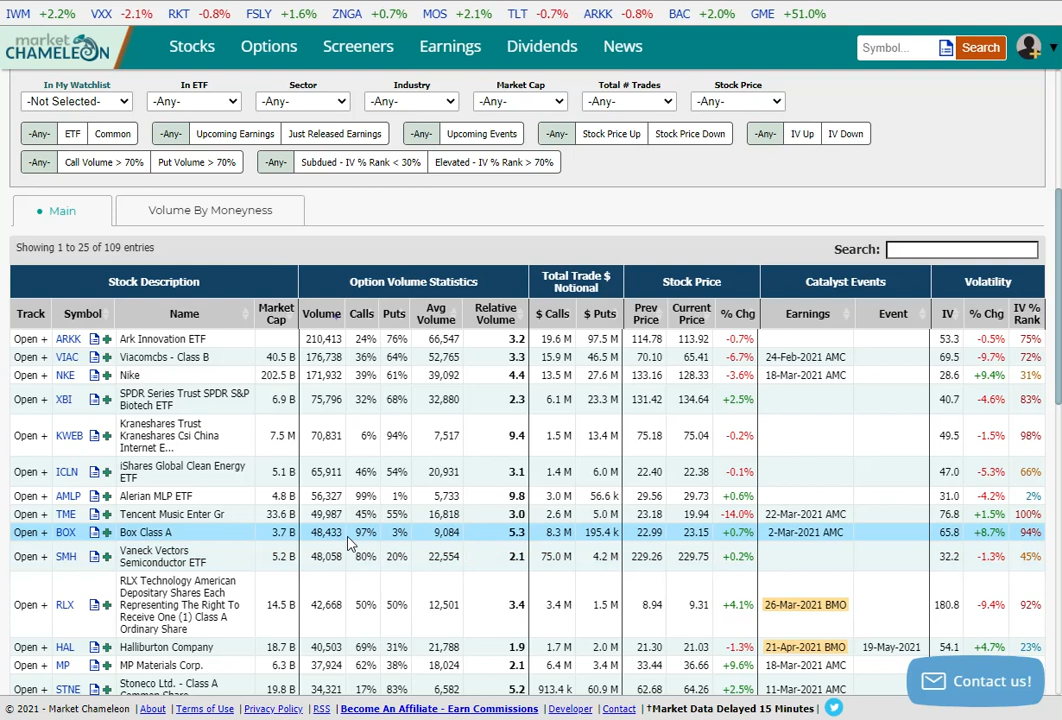 IWM +2.2% VXX -2.1% RKT -0.8% FSLY +1.6% ZNGA +0.7% MOS +2.1% TLT -0.7% ARKK -0.8% BAC +2.0% GME +51.0%
market CHAMELEON Stocks Options Screeners Earnings Dividends News Symbol... Search
In My Watchlist In ETF Sector Industry Market Cap Total # Trades Stock Price
-Not Selected- -Any- -Any- -Any- -Any- -Any- -Any-
-Any- ETF Common -Any- Upcoming Earnings Just Released Earnings -Any- Upcoming Events -Any- Stock Price Up Stock Price Down -Any- IV Up IV Down
-Any- Call Volume > 70% Put Volume > 70% -Any- Subdued - IV % Rank < 30% Elevated - IV % Rank > 70%
Main Volume By Moneyness
Showing 1 to 25 of 109 entries Search:
Stock Description Option Volume Statistics Total Trade $ Notional Stock Price Catalyst Events Volatility
Track Symbol Name Market Cap Volume Calls Puts Avg Volume Relative Volume $ Calls $ Puts Prev Price Current Price % Chg Earnings Event IV % Chg IV % Rank
Open + ARKK Ark Innovation ETF 210,413 24% 76% 66,547 3.2 19.6 M 97.5 M 114.78 113.92 -0.7% 53.3 -0.5% 75%
Open + VIAC Viacomcbs - Class B 40.5 B 176,738 36% 64% 52,765 3.3 15.9 M 46.5 M 70.10 65.41 -6.7% 24-Feb-2021 AMC 69.5 -9.7% 72%
Open + NKE Nike 202.5 B 171,932 39% 61% 39,092 4.4 13.5 M 27.6 M 133.16 128.33 -3.6% 18-Mar-2021 AMC 28.6 +9.4% 31%
Open + XBI SPDR Series Trust SPDR S&P Biotech ETF 6.9 B 75,796 32% 68% 32,880 2.3 6.1 M 23.3 M 131.42 134.64 +2.5% 40.7 -4.6% 83%
Open + KWEB Kraneshares Trust Kraneshares Csi China Internet E... 7.5 M 70,831 6% 94% 7,517 9.4 1.5 M 13.4 M 75.18 75.04 -0.2% 49.5 -1.5% 98%
Open + ICLN iShares Global Clean Energy ETF 5.1 B 65,911 46% 54% 20,931 3.1 1.4 M 6.0 M 22.40 22.38 -0.1% 47.0 -5.3% 66%
Open + AMLP Alerian MLP ETF 4.8 B 56,327 99% 1% 5,733 9.8 3.0 M 56.6 k 29.56 29.73 +0.6% 31.0 -4.2% 2%
Open + TME Tencent Music Enter Gr 33.6 B 49,987 45% 55% 16,818 3.0 2.6 M 5.0 M 23.18 19.94 -14.0% 22-Mar-2021 AMC 76.8 +1.5% 100%
Open + BOX Box Class A 3.7 B 48,433 97% 3% 9,084 5.3 8.3 M 195.4 k 22.99 23.15 +0.7% 2-Mar-2021 AMC 65.8 +8.7% 94%
Open + SMH Vaneck Vectors Semiconductor ETF 5.2 B 48,058 80% 20% 22,554 2.1 75.0 M 4.2 M 229.26 229.75 +0.2% 32.2 -1.3% 45%
Open + RLX RLX Technology American Depositary Shares Each Representing The Right To Receive One (1) Class A Ordinary Share 14.5 B 42,668 50% 50% 12,501 3.4 3.4 M 1.5 M 8.94 9.31 +4.1% 26-Mar-2021 BMO 180.8 -9.4% 92%
Open + HAL Halliburton Company 18.7 B 40,503 69% 31% 21,788 1.9 1.7 M 2.0 M 21.30 21.03 -1.3% 21-Apr-2021 BMO 19-May-2021 54.1 +4.7% 23%
Open + MP MP Materials Corp. 6.3 B 37,924 62% 38% 18,024 2.1 6.4 M 3.4 M 33.44 36.66 +9.6% 18-Mar-2021 AMC
Open + STNE Stoneco Ltd. - Class A 19.8 B 34,321 17% 83% 6,582 5.2 913.4 k 60.9 M 62.68 64.26 +2.5% 11-Mar-2021 AMC
Contact us!
© 2021 - Market Chameleon | About | Terms of Use | Privacy Policy | RSS | Become An Affiliate - Earn Commissions | Developer | Contact | †Market Data Delayed 15 Minutes |